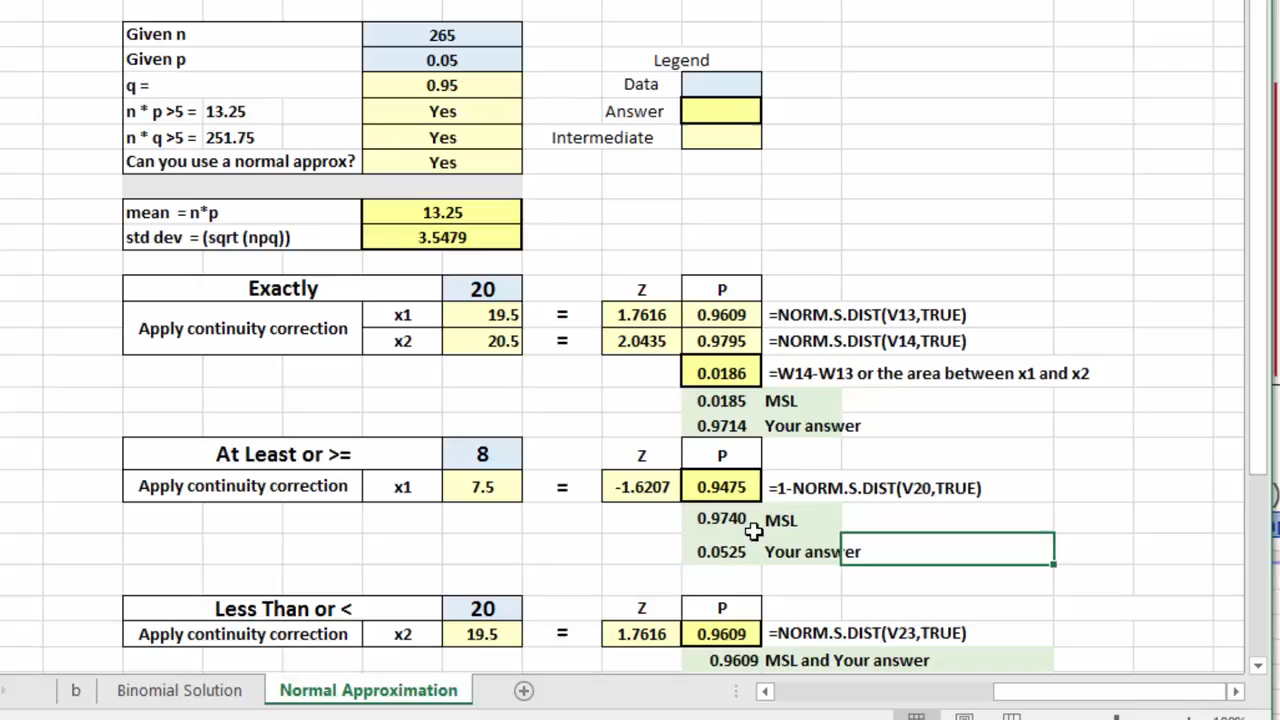 Given n 265
Given p 0.05 Legend
q = 0.95 Data
n * p >5 = 13.25 Yes Answer
n * q >5 = 251.75 Yes Intermediate
Can you use a normal approx? Yes
mean = n*p 13.25
std dev = (sqrt (npq)) 3.5479
Exactly 20 Z P
Apply continuity correction x1 19.5 = 1.7616 0.9609 =NORM.S.DIST(V13,TRUE)
x2 20.5 = 2.0435 0.9795 =NORM.S.DIST(V14,TRUE)
0.0186 =W14-W13 or the area between x1 and x2
0.0185 MSL
0.9714 Your answer
At Least or >= 8 Z P
Apply continuity correction x1 7.5 = -1.6207 0.9475 =1-NORM.S.DIST(V20,TRUE)
0.9740 MSL
0.0525 Your answer
Less Than or < 20 Z P
Apply continuity correction x2 19.5 = 1.7616 0.9609 =NORM.S.DIST(V23,TRUE)
0.9609 MSL and Your answer
b Binomial Solution Normal Approximation